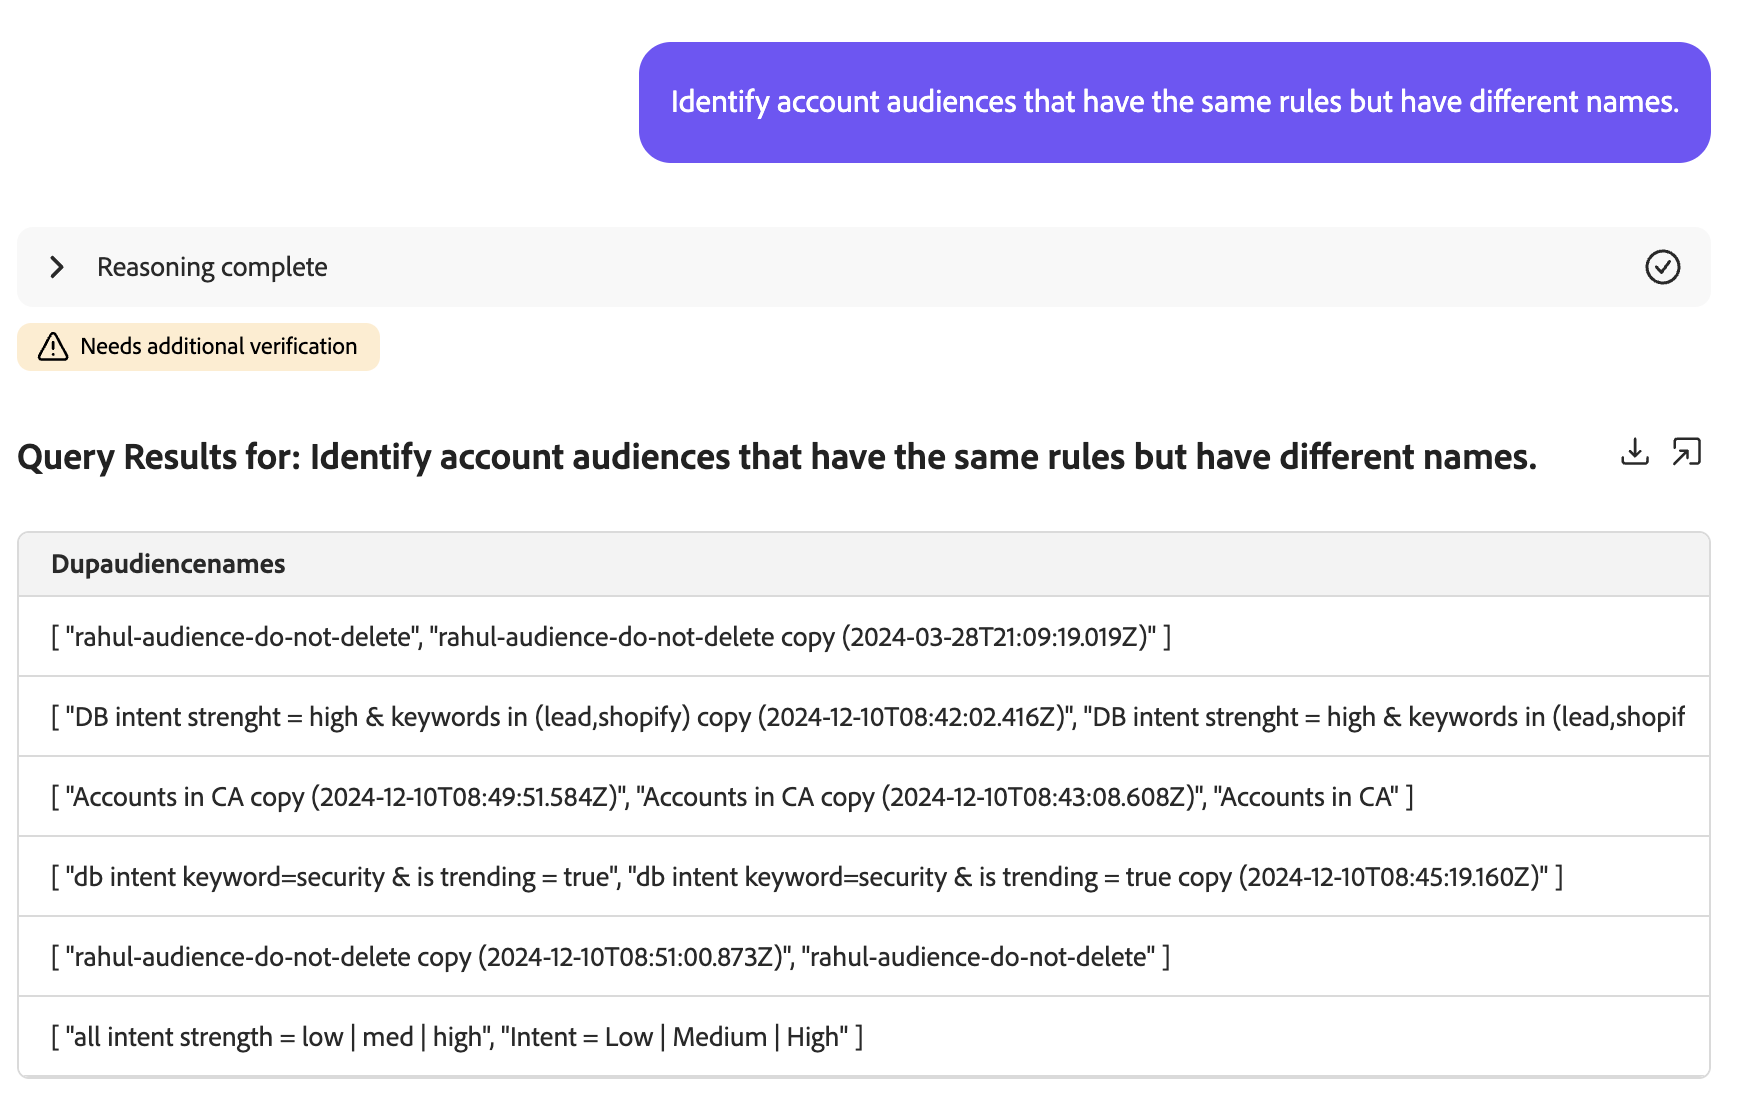 Identify account audiences that have the same rules but have different names.
Reasoning complete
Needs additional verification
Query Results for: Identify account audiences that have the same rules but have different names.
Dupaudiencenames
[ "rahul-audience-do-not-delete", "rahul-audience-do-not-delete copy (2024-03-28T21:09:19.019Z)" ]
[ "DB intent strenght = high & keywords in (lead,shopify) copy (2024-12-10T08:42:02.416Z)", "DB intent strenght = high & keywords in (lead,shopif
[ "Accounts in CA copy (2024-12-10T08:49:51.584Z)", "Accounts in CA copy (2024-12-10T08:43:08.608Z)", "Accounts in CA" ]
[ "db intent keyword=security & is trending = true", "db intent keyword=security & is trending = true copy (2024-12-10T08:45:19.160Z)" ]
[ "rahul-audience-do-not-delete copy (2024-12-10T08:51:00.873Z)", "rahul-audience-do-not-delete" ]
[ "all intent strength = low | med | high", "Intent = Low | Medium | High" ]